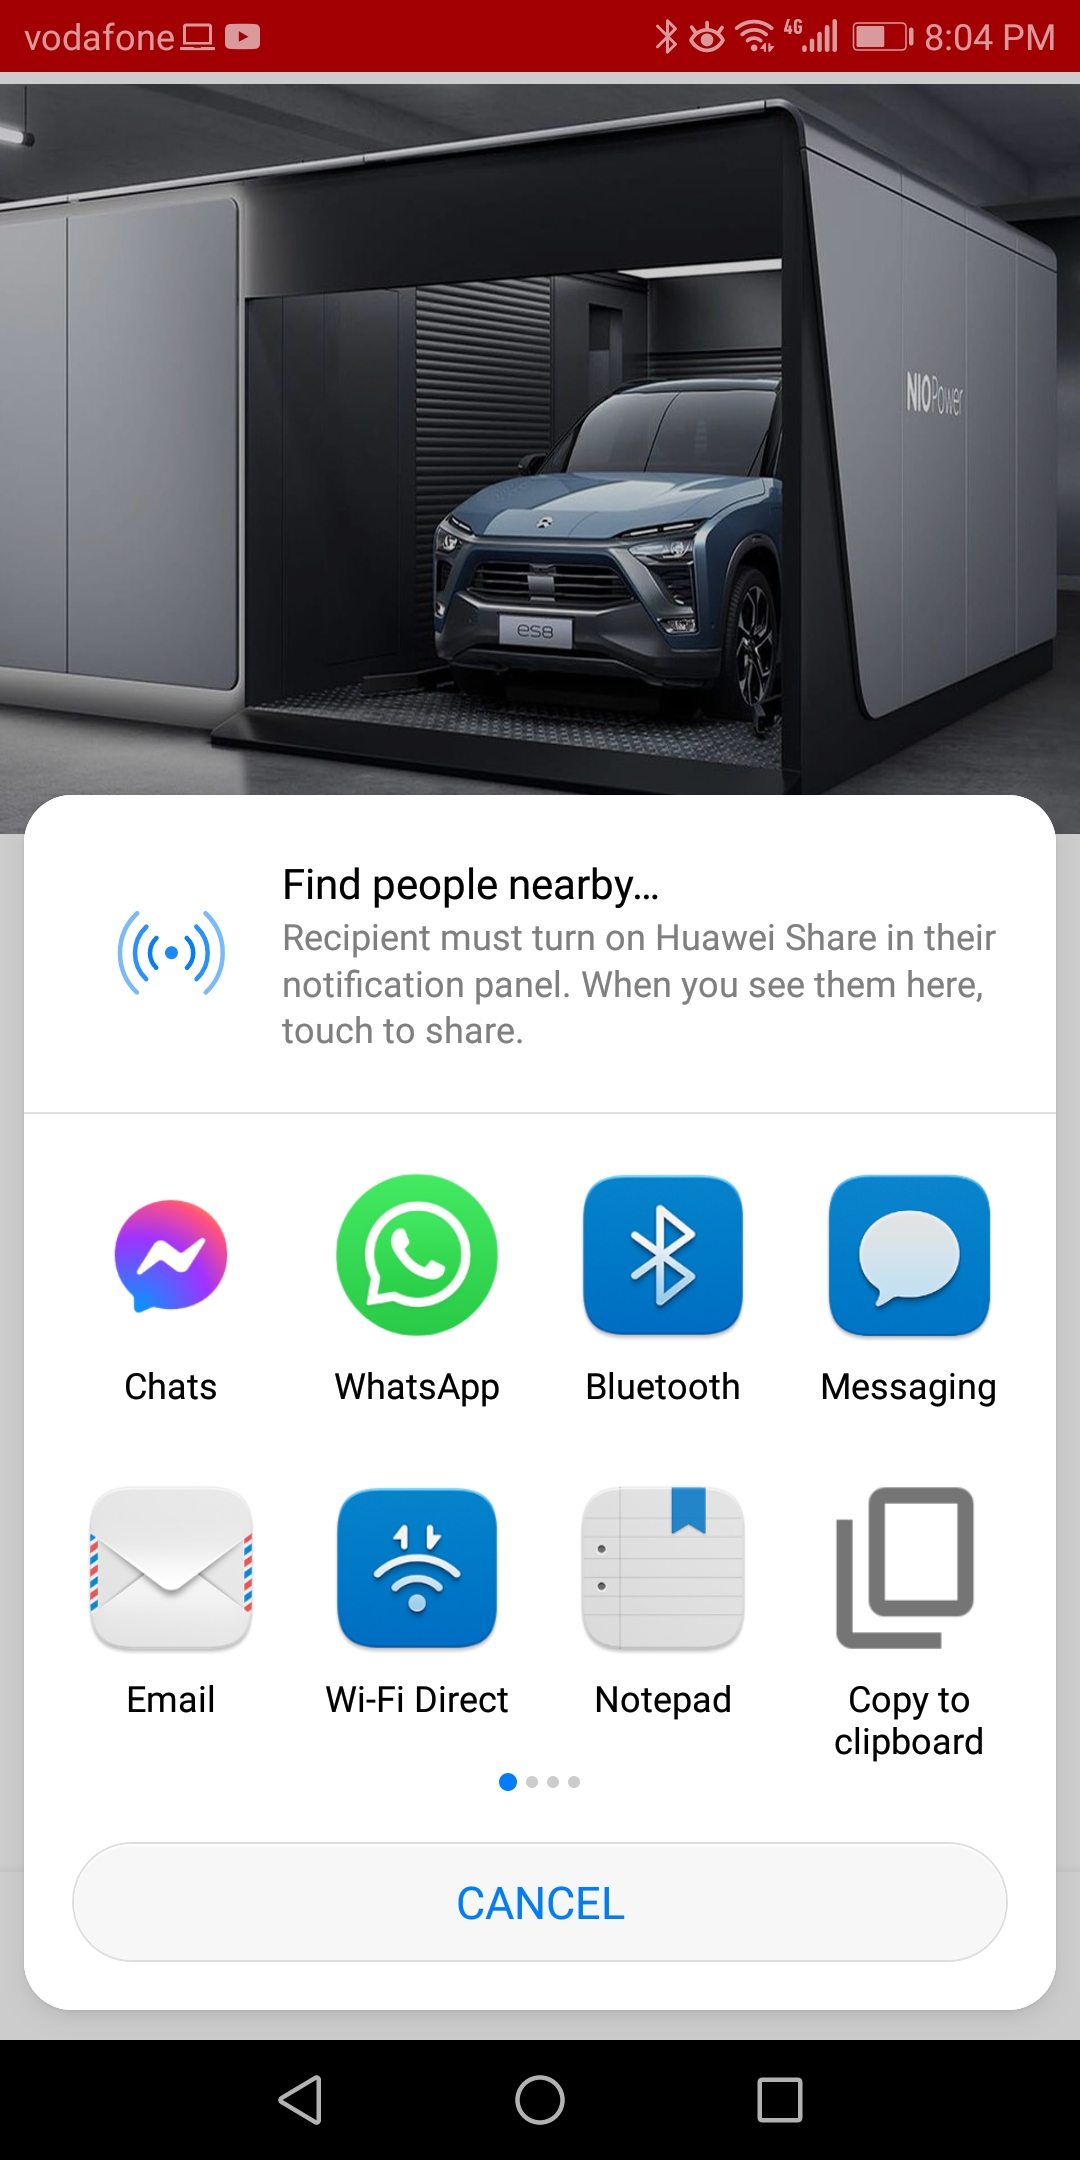 vodafone 4G 8:04 PM
NIO Power
es8
Find people nearby...
Recipient must turn on Huawei Share in their
notification panel. When you see them here,
touch to share.
Chats WhatsApp Bluetooth Messaging
Email Wi-Fi Direct Notepad Copy to
clipboard
CANCEL